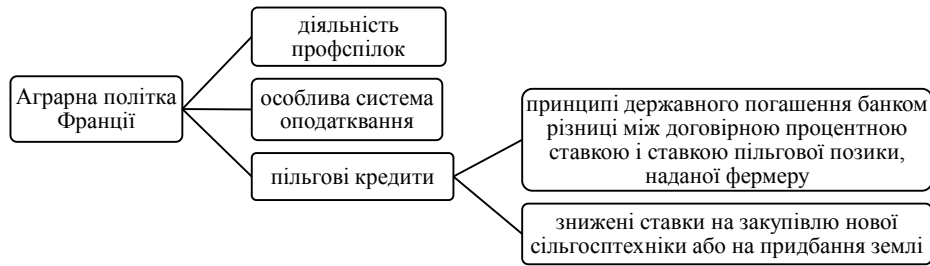 Аграрна політка
Франції
діяльність
профспілок
особлива система
оподатквання
пільгові кредити
принципі державного погашення банком
різниці між договірною процентною
ставкою і ставкою пільгової позики,
наданої фермеру
знижені ставки на закупівлю нової
сільгосптехніки або на придбання землі